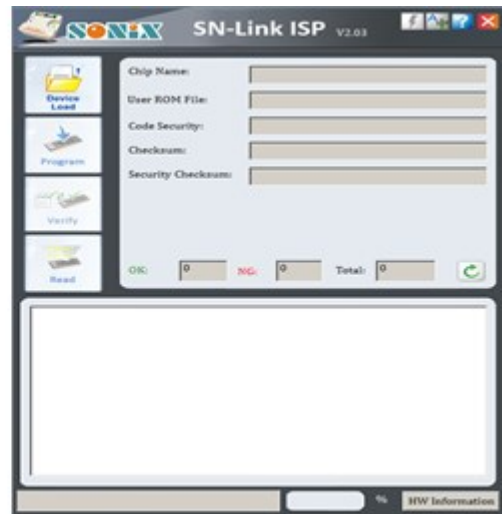 SONIX SN-Link ISP V2.03
Device Load
Program
Verify
Read
Chip Name:
User ROM File:
Code Security:
Checksum:
Security Checksum:
OK: 0 NG: 0 Total: 0
% HW Information